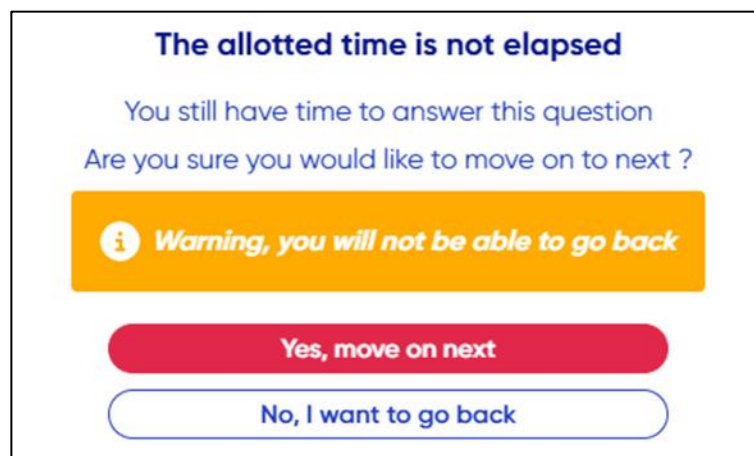 The allotted time is not elapsed
You still have time to answer this question
Are you sure you would like to move on to next ?
Warning, you will not be able to go back
Yes, move on next
No, I want to go back